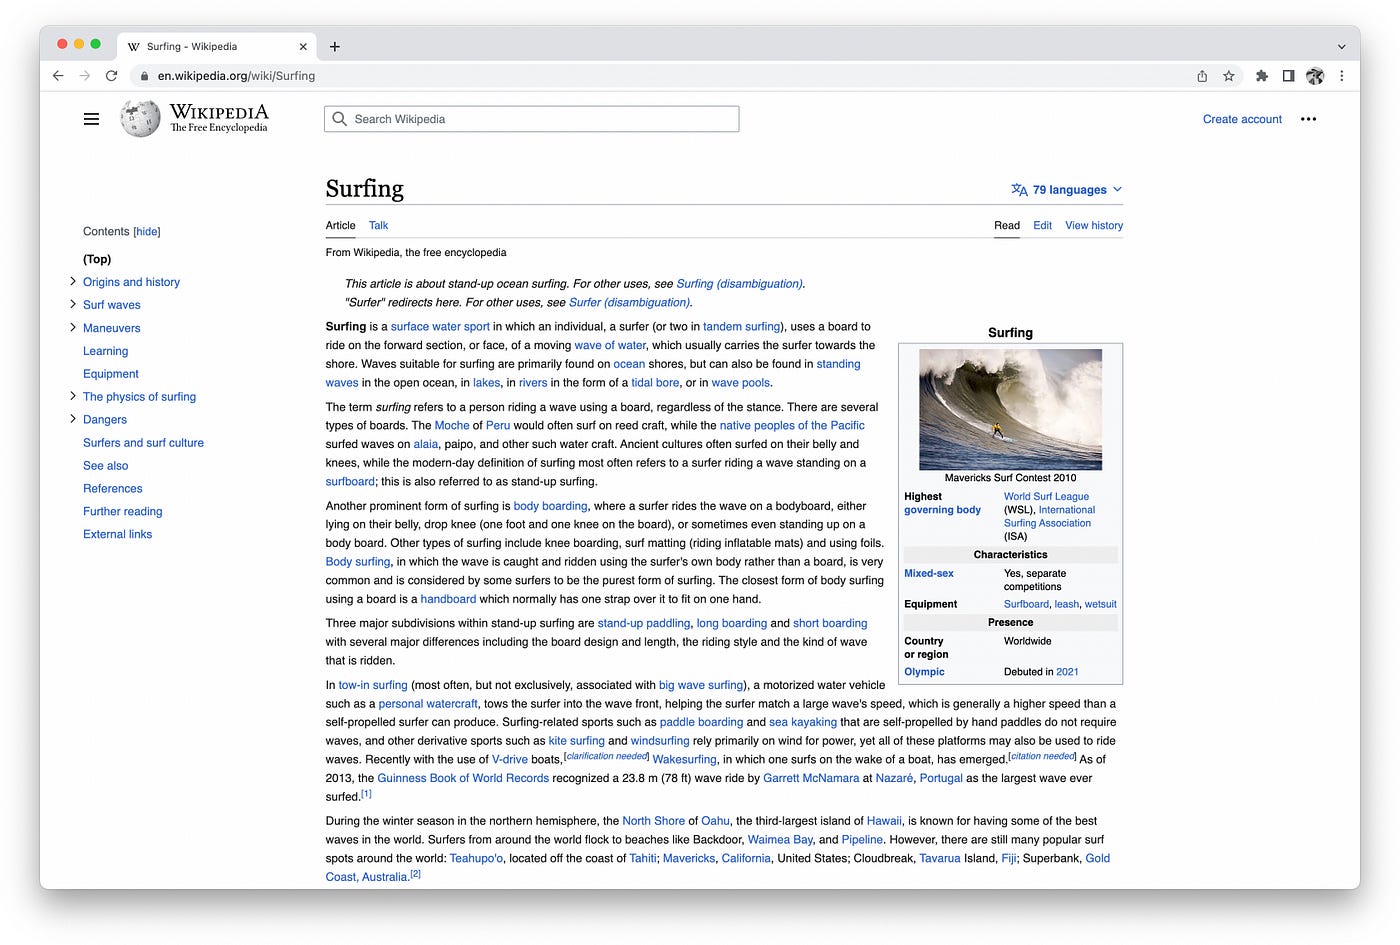 Surfing - Wikipedia
en.wikipedia.org/wiki/Surfing
WIKIPEDIA
The Free Encyclopedia
Search Wikipedia
Create account
Surfing
79 languages
Contents [hide]
(Top)
Origins and history
Surf waves
Maneuvers
Learning
Equipment
The physics of surfing
Dangers
Surfers and surf culture
See also
References
Further reading
External links
Article Talk
Read Edit View history
From Wikipedia, the free encyclopedia
This article is about stand-up ocean surfing. For other uses, see Surfing (disambiguation).
"Surfer" redirects here. For other uses, see Surfer (disambiguation).
Surfing is a surface water sport in which an individual, a surfer (or two in tandem surfing), uses a board to
ride on the forward section, or face, of a moving wave of water, which usually carries the surfer towards the
shore. Waves suitable for surfing are primarily found on ocean shores, but can also be found in standing
waves in the open ocean, in lakes, in rivers in the form of a tidal bore, or in wave pools.
The term surfing refers to a person riding a wave using a board, regardless of the stance. There are several
types of boards. The Moche of Peru would often surf on reed craft, while the native peoples of the Pacific
surfed waves on alaia, paipo, and other such water craft. Ancient cultures often surfed on their belly and
knees, while the modern-day definition of surfing most often refers to a surfer riding a wave standing on a
surfboard; this is also referred to as stand-up surfing.
Another prominent form of surfing is body boarding, where a surfer rides the wave on a bodyboard, either
lying on their belly, drop knee (one foot and one knee on the board), or sometimes even standing up on a
body board. Other types of surfing include knee boarding, surf matting (riding inflatable mats) and using foils.
Body surfing, in which the wave is caught and ridden using the surfer's own body rather than a board, is very
common and is considered by some surfers to be the purest form of surfing. The closest form of body surfing
using a board is a handboard which normally has one strap over it to fit on one hand.
Three major subdivisions within stand-up surfing are stand-up paddling, long boarding and short boarding
with several major differences including the board design and length, the riding style and the kind of wave
that is ridden.
In tow-in surfing (most often, but not exclusively, associated with big wave surfing), a motorized water vehicle
such as a personal watercraft, tows the surfer into the wave front, helping the surfer match a large wave's speed, which is generally a higher speed than a
self-propelled surfer can produce. Surfing-related sports such as paddle boarding and sea kayaking that are self-propelled by hand paddles do not require
waves, and other derivative sports such as kite surfing and windsurfing rely primarily on wind for power, yet all of these platforms may also be used to ride
waves. Recently with the use of V-drive boats,[clarification needed] Wakesurfing, in which one surfs on the wake of a boat, has emerged.[citation needed] As of
2013, the Guinness Book of World Records recognized a 23.8 m (78 ft) wave ride by Garrett McNamara at Nazaré, Portugal as the largest wave ever
surfed.[1]
During the winter season in the northern hemisphere, the North Shore of Oahu, the third-largest island of Hawaii, is known for having some of the best
waves in the world. Surfers from around the world flock to beaches like Backdoor, Waimea Bay, and Pipeline. However, there are still many popular surf
spots around the world: Teahupo'o, located off the coast of Tahiti; Mavericks, California, United States; Cloudbreak, Tavarua Island, Fiji; Superbank, Gold
Coast, Australia.[2]
Surfing
Mavericks Surf Contest 2010
Highest World Surf League
governing body (WSL), International
Surfing Association
(ISA)
Characteristics
Mixed-sex Yes, separate
competitions
Equipment Surfboard, leash, wetsuit
Presence
Country Worldwide
or region
Olympic Debuted in 2021